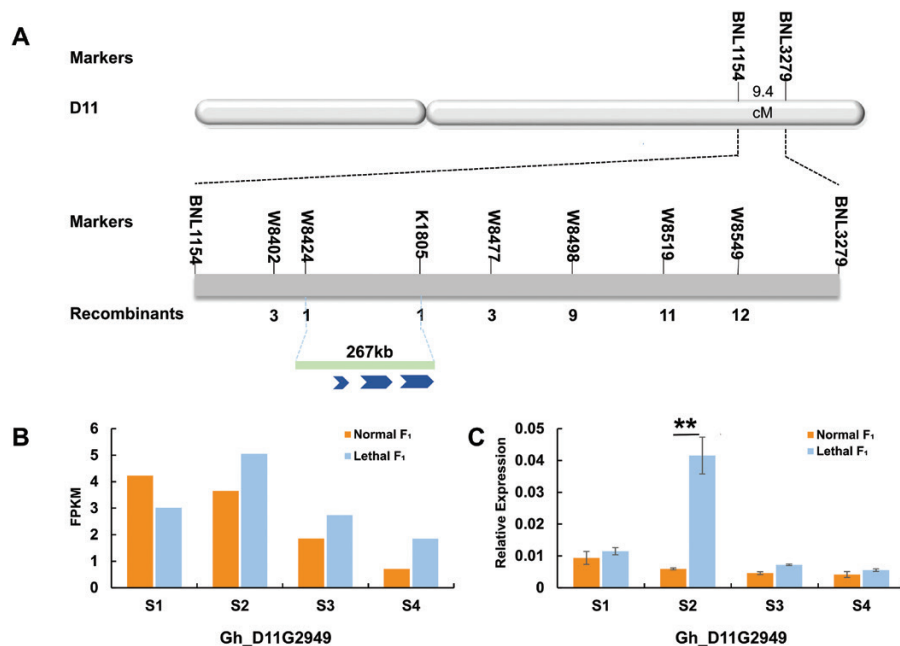 A
Markers
BNL1154
BNL3279
D11
9.4
cM
Markers
BNL1154
W8402
W8424
K1805
W8477
W8498
W8519
W8549
BNL3279
Recombinants
3 1 1 3 9 11 12
267kb
B
FPKM
6
5
4
3
2
1
0
Normal F₁
Lethal F₁
S1 S2 S3 S4
Gh_D11G2949
C
Relative Expression
0.05
0.04
0.03
0.02
0.01
0
**
Normal F₁
Lethal F₁
S1 S2 S3 S4
Gh_D11G2949